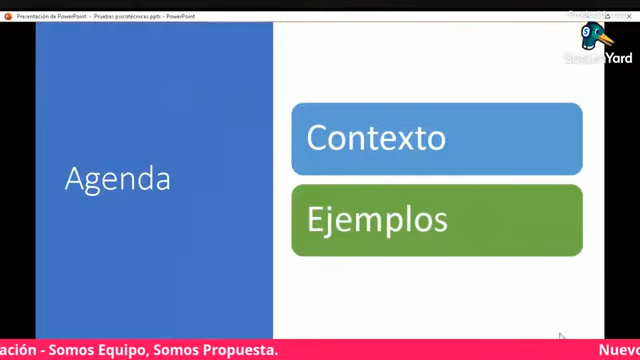 Presentación de PowerPoint - Pruebas psicotécnicas.pptx - PowerPoint
StreamYard
Contexto
Agenda
Ejemplos
ación - Somos Equipo, Somos Propuesta.
Nuevo